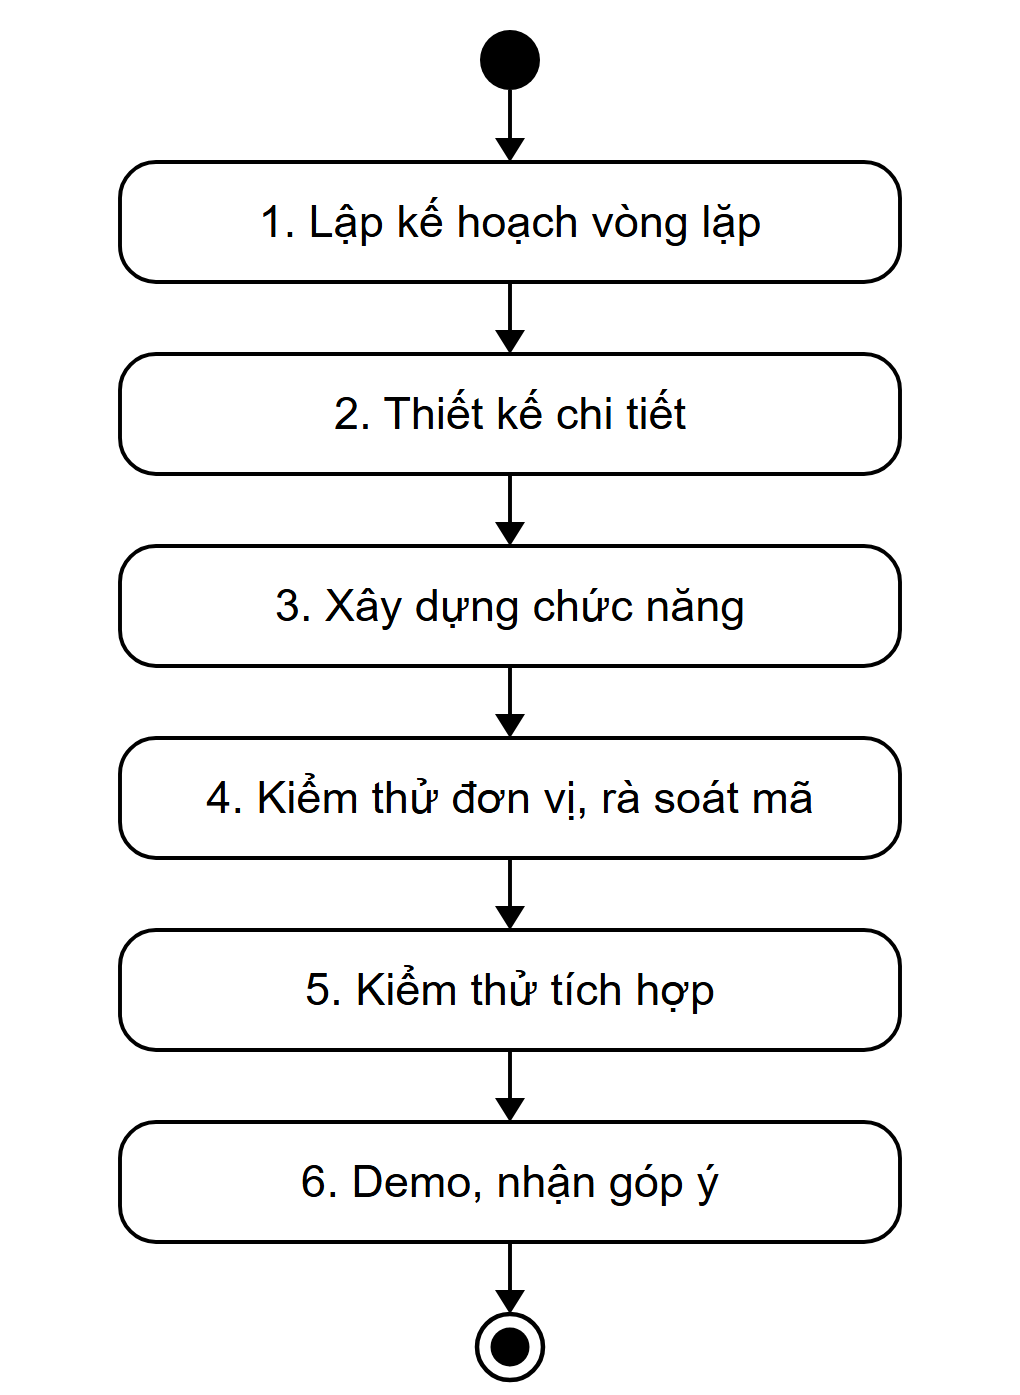 1. Lập kế hoạch vòng lặp
2. Thiết kế chi tiết
3. Xây dựng chức năng
4. Kiểm thử đơn vị, rà soát mã
5. Kiểm thử tích hợp
6. Demo, nhận góp ý